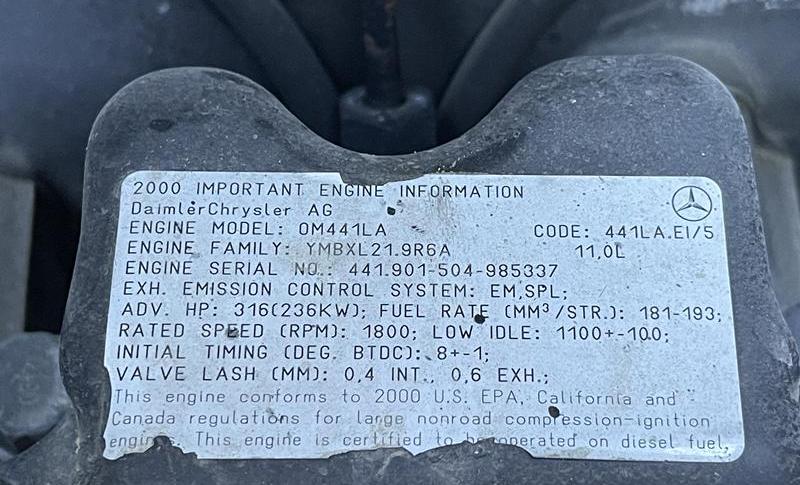 2000 IMPORTANT ENGINE INFORMATION
DaimlerChrysler AG
ENGINE MODEL: OM441LA CODE: 441LA.EI/5
ENGINE FAMILY: YMBXL21.9R6A 11,0L
ENGINE SERIAL NO.: 441.901-504-985337
EXH. EMISSION CONTROL SYSTEM: EM,SPL;
ADV. HP: 316(236KW); FUEL RATE (MM³/STR.): 181-193;
RATED SPEED (RPM): 1800; LOW IDLE: 1100+-100;
INITIAL TIMING (DEG. BTDC): 8+-1;
VALVE LASH (MM): 0,4 INT., 0,6 EXH.;
This engine conforms to 2000 U.S. EPA, California and
Canada regulations for large nonroad compression-ignition
engines. This engine is certified to be operated on diesel fuel.